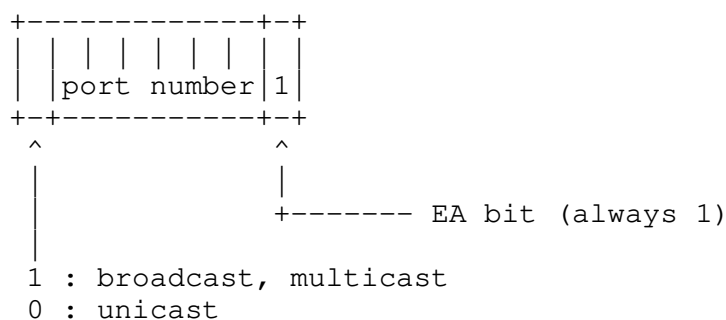 +-------------+-+
| | | | | | | | |
| |port number|1|
+-+-----------+-+
^ ^
| |
| +------- EA bit (always 1)
|
1 : broadcast, multicast
0 : unicast